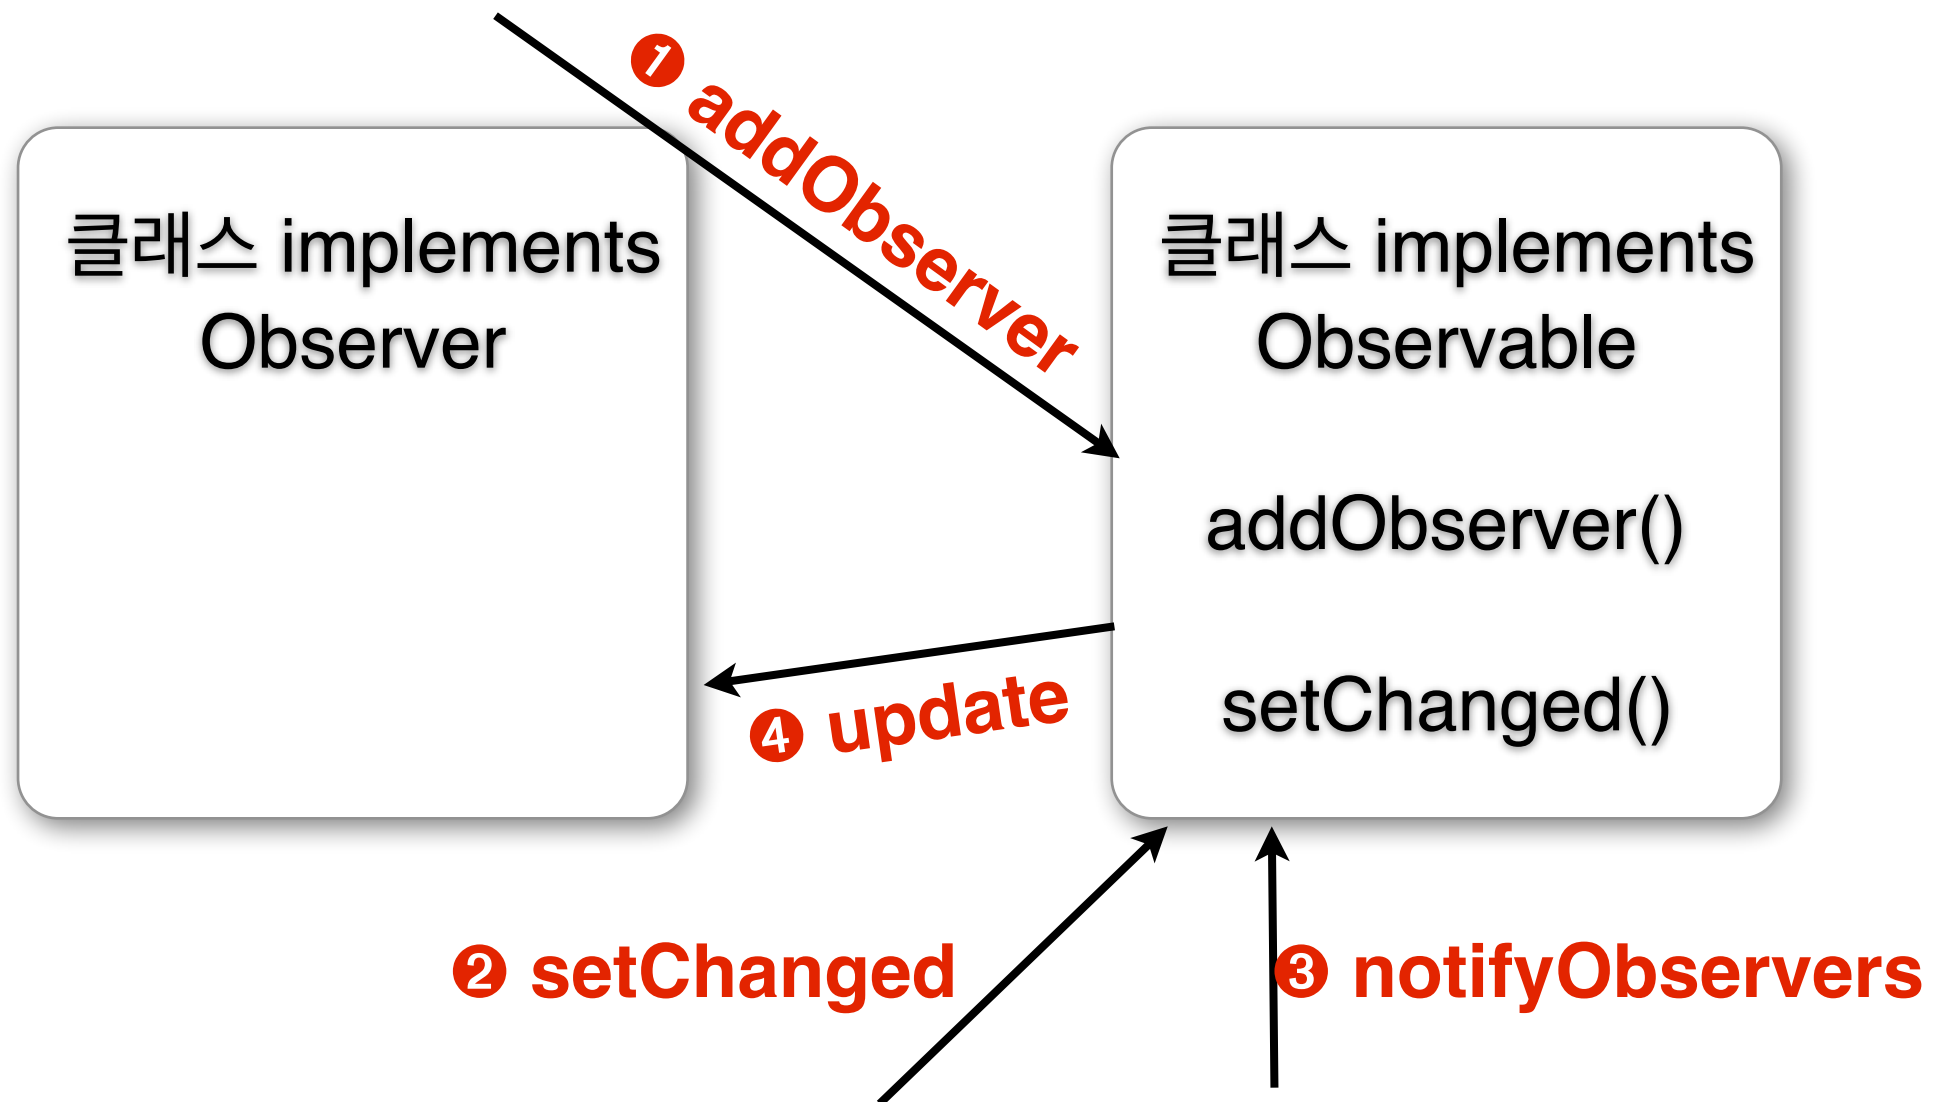 ❶ addObserver
클래스 implements
Observer
클래스 implements
Observable
addObserver()
setChanged()
❹ update
❷ setChanged
❸ notifyObservers